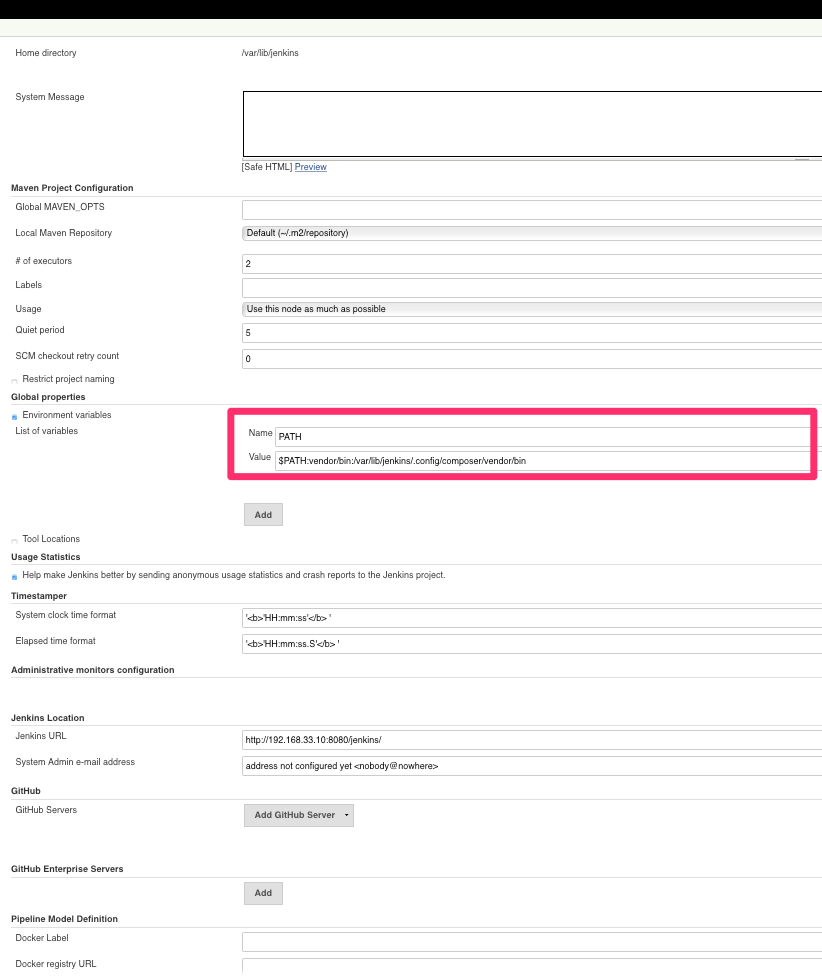 Home directory /var/lib/jenkins
System Message
[Safe HTML] Preview
Maven Project Configuration
Global MAVEN_OPTS
Local Maven Repository Default (~/.m2/repository)
# of executors 2
Labels
Usage Use this node as much as possible
Quiet period 5
SCM checkout retry count 0
Restrict project naming
Global properties
Environment variables
List of variables Name PATH
Value $PATH:vendor/bin:/var/lib/jenkins/.config/composer/vendor/bin
Add
Tool Locations
Usage Statistics
Help make Jenkins better by sending anonymous usage statistics and crash reports to the Jenkins project.
Timestamper
System clock time format '<b>'HH:mm:ss'</b> '
Elapsed time format '<b>'HH:mm:ss.S'</b> '
Administrative monitors configuration
Jenkins Location
Jenkins URL http://192.168.33.10:8080/jenkins/
System Admin e-mail address address not configured yet <nobody@nowhere>
GitHub
GitHub Servers Add GitHub Server
GitHub Enterprise Servers
Add
Pipeline Model Definition
Docker Label
Docker registry URL